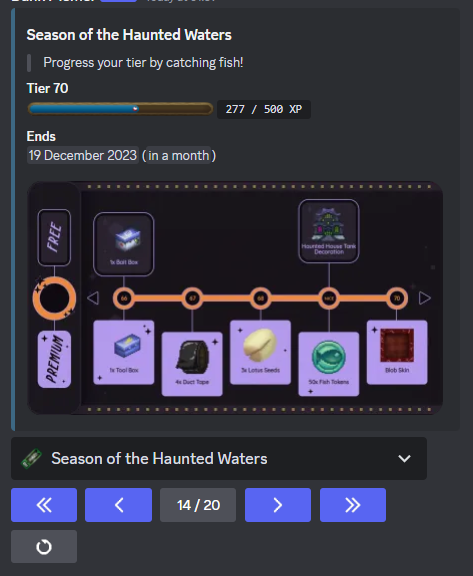 Season of the Haunted Waters
Progress your tier by catching fish!
Tier 70
277 / 500 XP
Ends
19 December 2023 (in a month)
FREE
1x Bait Box
Haunted House Tank
Decoration
66
67
68
70
PREMIUM
1x Tool Box
4x Duct Tape
3x Lotus Seeds
50x Fish Tokens
Blob Skin
Season of the Haunted Waters
14 / 20